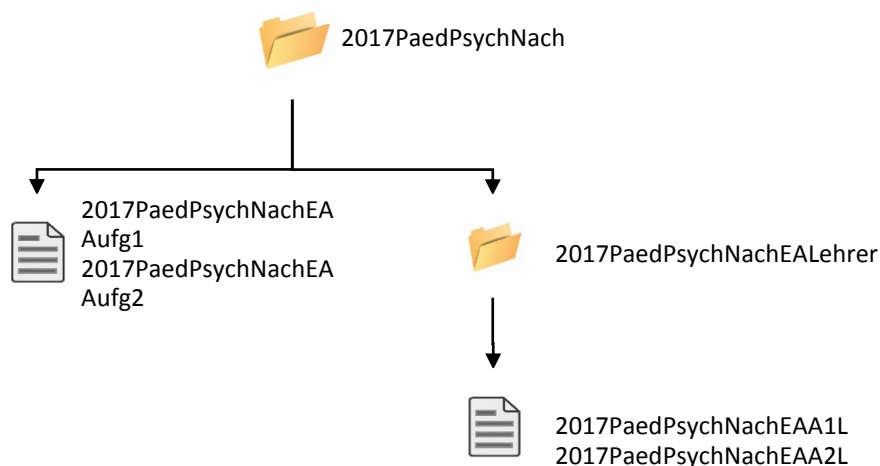 2017PaedPsychNach
2017PaedPsychNachEA
Aufg1
2017PaedPsychNachEA
Aufg2
2017PaedPsychNachEALehrer
2017PaedPsychNachEAA1L
2017PaedPsychNachEAA2L